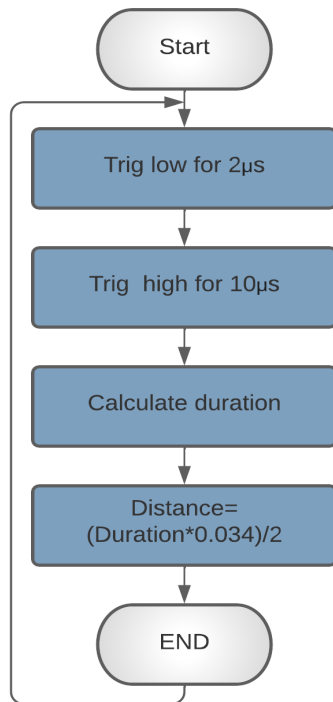 Start
Trig low for 2µs
Trig high for 10µs
Calculate duration
Distance=
(Duration*0.034)/2
END